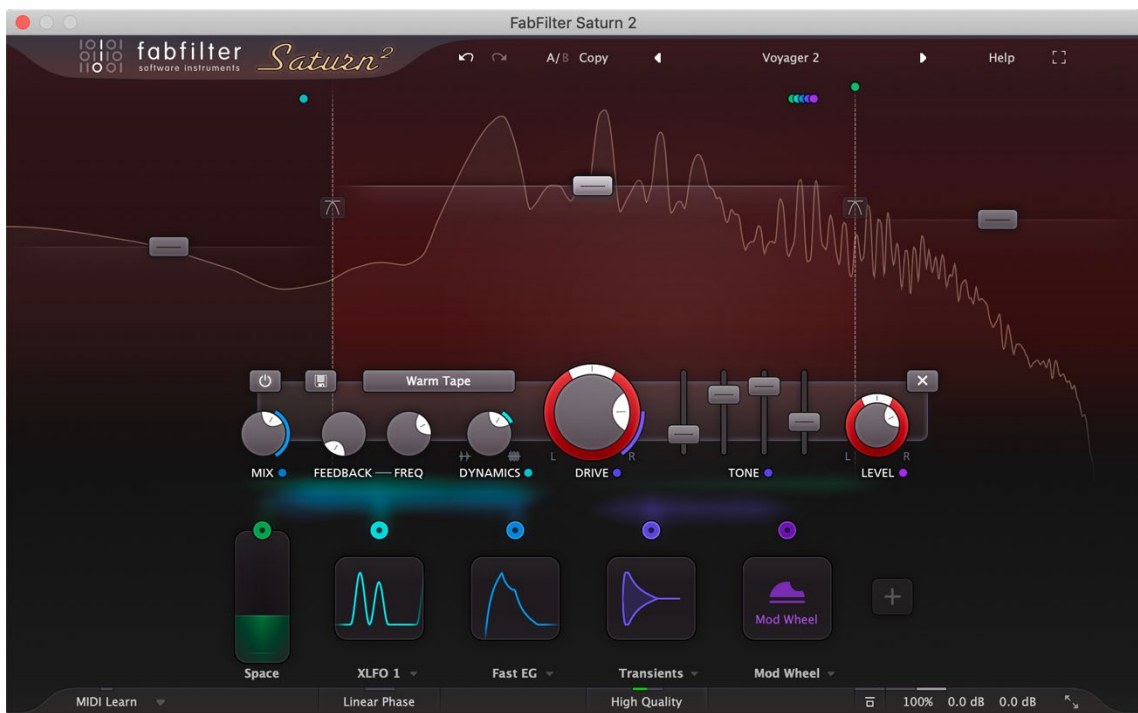 FabFilter Saturn 2
fabfilter
software instruments
Saturn²
A/B Copy
Voyager 2
Help
Warm Tape
L R
L R
MIX
FEEDBACK
FREQ
DYNAMICS
DRIVE
TONE
LEVEL
Mod Wheel
Space
XLFO 1
Fast EG
Transients
Mod Wheel
MIDI Learn
Linear Phase
High Quality
100%
0.0 dB
0.0 dB